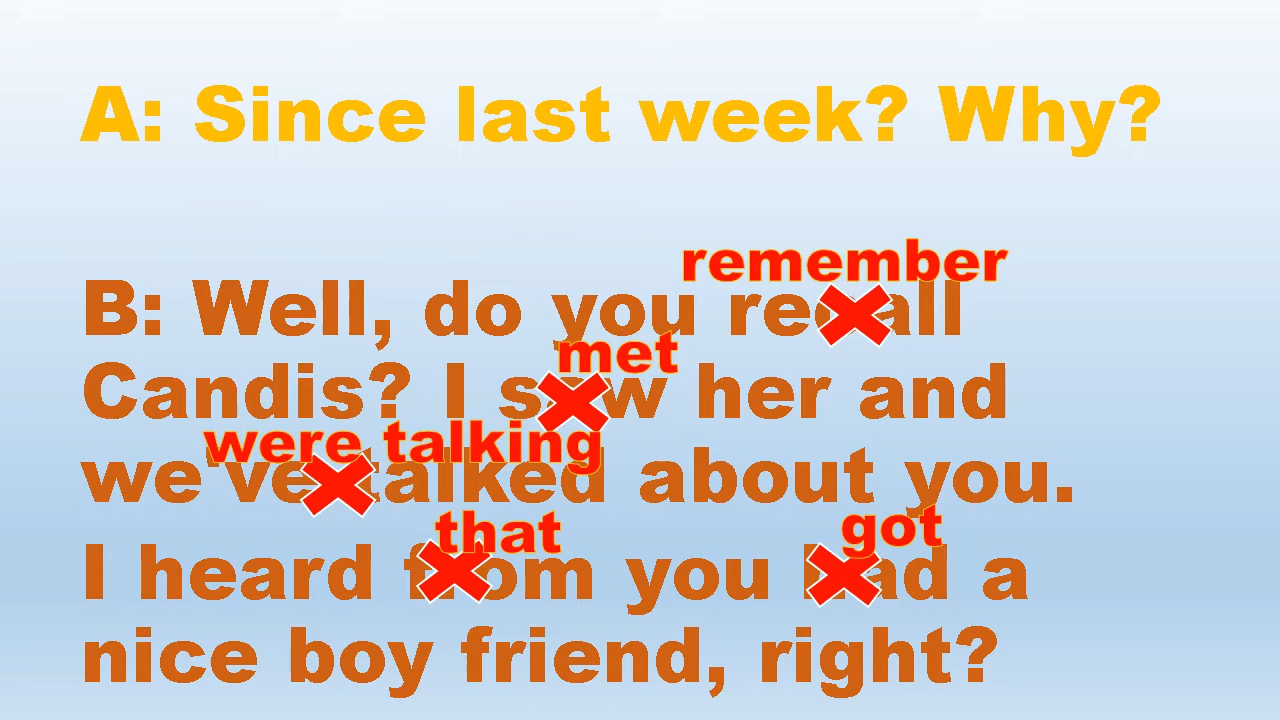 A: Since last week? Why?
remember
B: Well, do you recall
met
Candis? I saw her and
were talking
we've talked about you.
that got
I heard from you had a
nice boy friend, right?